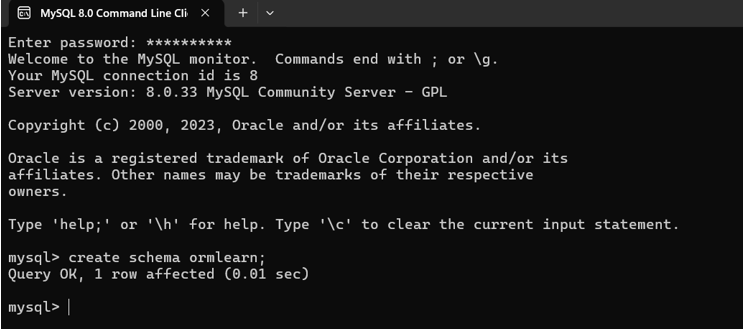 MySQL 8.0 Command Line Cli
Enter password: **********
Welcome to the MySQL monitor.  Commands end with ; or \g.
Your MySQL connection id is 8
Server version: 8.0.33 MySQL Community Server - GPL
Copyright (c) 2000, 2023, Oracle and/or its affiliates.
Oracle is a registered trademark of Oracle Corporation and/or its
affiliates. Other names may be trademarks of their respective
owners.
Type 'help;' or '\h' for help. Type '\c' to clear the current input statement.
mysql> create schema ormlearn;
Query OK, 1 row affected (0.01 sec)
mysql>